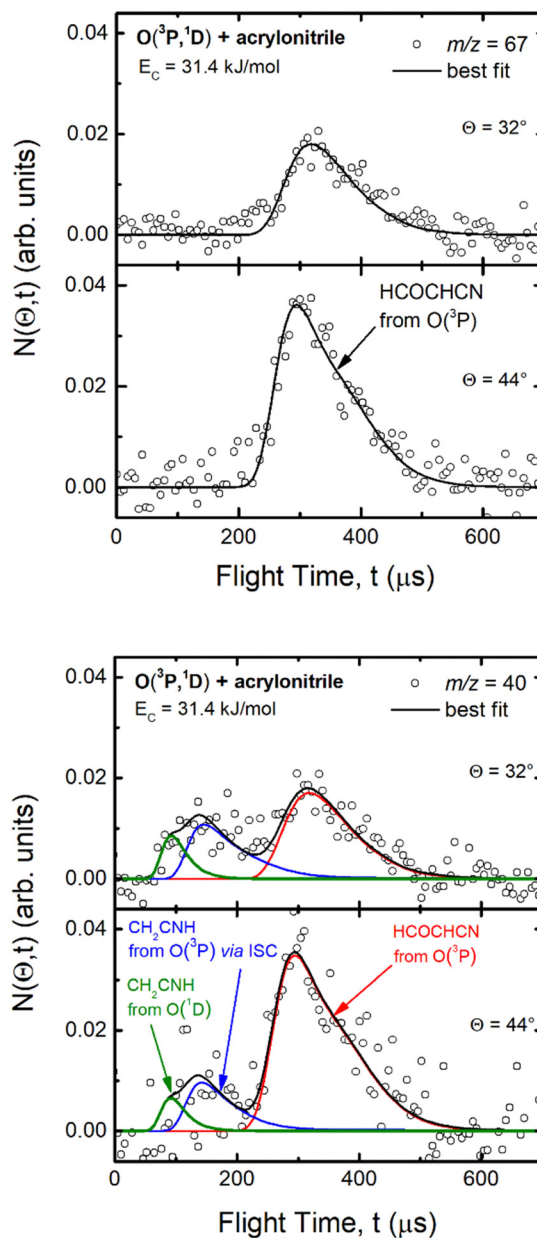 O(³P,¹D) + acrylonitrile
E_C = 31.4 kJ/mol
○ m/z = 67
— best fit
Θ = 32°
0.04
0.02
0.00
HCOCHCN
from O(³P)
Θ = 44°
0.04
0.02
0.00
N(Θ,t) (arb. units)
0 200 400 600
Flight Time, t (μs)
O(³P,¹D) + acrylonitrile
E_C = 31.4 kJ/mol
○ m/z = 40
— best fit
Θ = 32°
0.04
0.02
0.00
CH₂CNH
from O(³P) via ISC
HCOCHCN
from O(³P)
CH₂CNH
from O(¹D)
Θ = 44°
0.04
0.02
0.00
N(Θ,t) (arb. units)
0 200 400 600
Flight Time, t (μs)